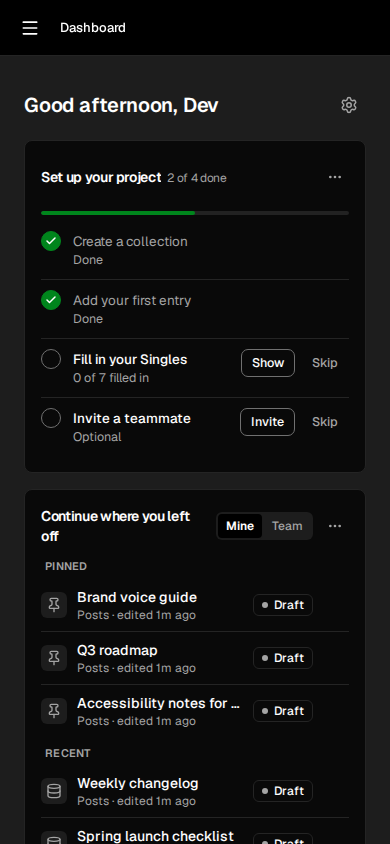 Dashboard
Good afternoon, Dev
Set up your project 2 of 4 done
Create a collection
Done
Add your first entry
Done
Fill in your Singles
0 of 7 filled in
Show
Skip
Invite a teammate
Optional
Invite
Skip
Continue where you left
off
Mine
Team
PINNED
Brand voice guide
Posts · edited 1m ago
Draft
Q3 roadmap
Posts · edited 1m ago
Draft
Accessibility notes for ...
Posts · edited 1m ago
Draft
RECENT
Weekly changelog
Posts · edited 1m ago
Draft
Spring launch checklist
Draft